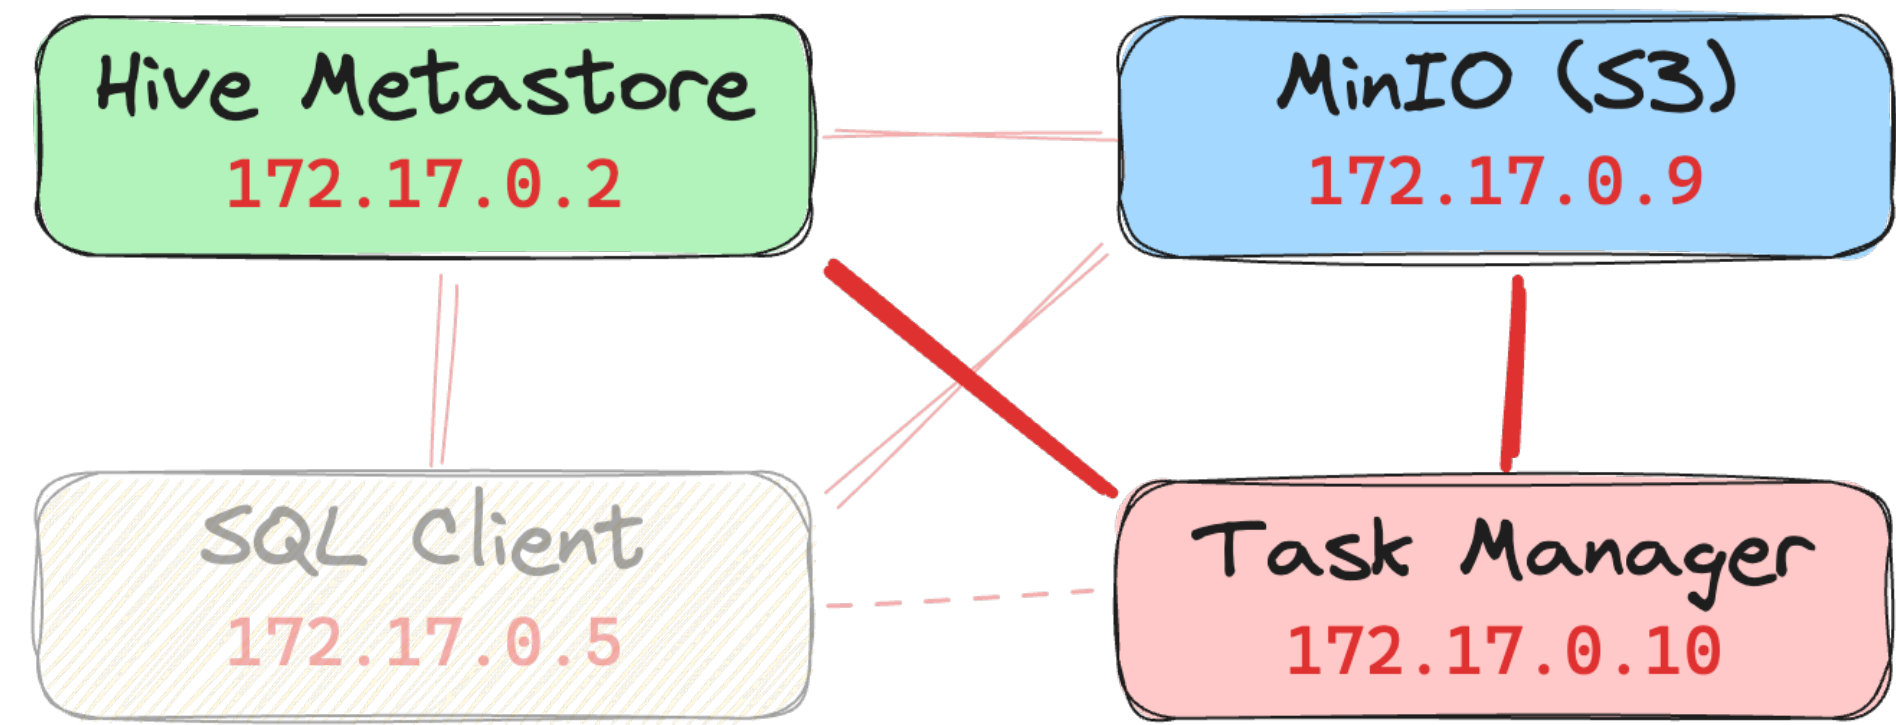 Hive Metastore
172.17.0.2
MinIO (S3)
172.17.0.9
SQL Client
172.17.0.5
Task Manager
172.17.0.10